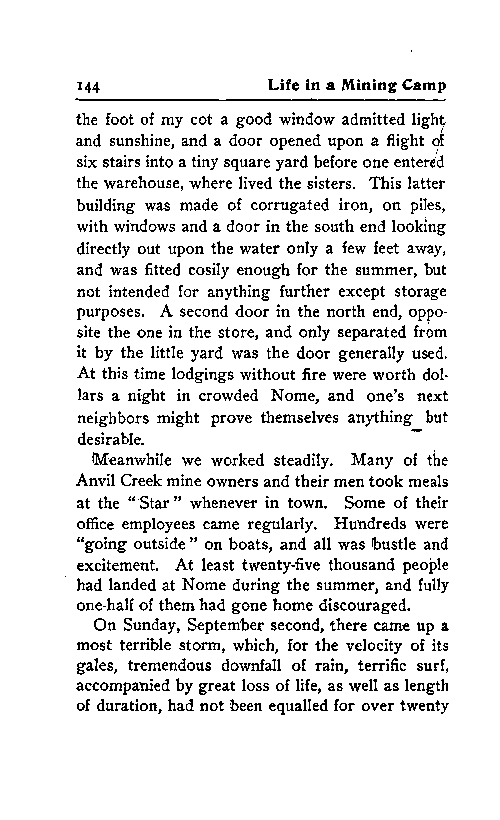 144 Life in a Mining Camp
the foot of my cot a good window admitted light
and sunshine, and a door opened upon a flight of
six stairs into a tiny square yard before one entered
the warehouse, where lived the sisters. This latter
building was made of corrugated iron, on piles,
with windows and a door in the south end looking
directly out upon the water only a few feet away,
and was fitted cosily enough for the summer, but
not intended for anything further except storage
purposes. A second door in the north end, oppo-
site the one in the store, and only separated from
it by the little yard was the door generally used.
At this time lodgings without fire were worth dol-
lars a night in crowded Nome, and one's next
neighbors might prove themselves anything but
desirable.
Meanwhile we worked steadily. Many of the
Anvil Creek mine owners and their men took meals
at the "Star" whenever in town. Some of their
office employees came regularly. Hundreds were
"going outside" on boats, and all was bustle and
excitement. At least twenty-five thousand people
had landed at Nome during the summer, and fully
one-half of them had gone home discouraged.
On Sunday, September second, there came up a
most terrible storm, which, for the velocity of its
gales, tremendous downfall of rain, terrific surf,
accompanied by great loss of life, as well as length
of duration, had not been equalled for over twenty